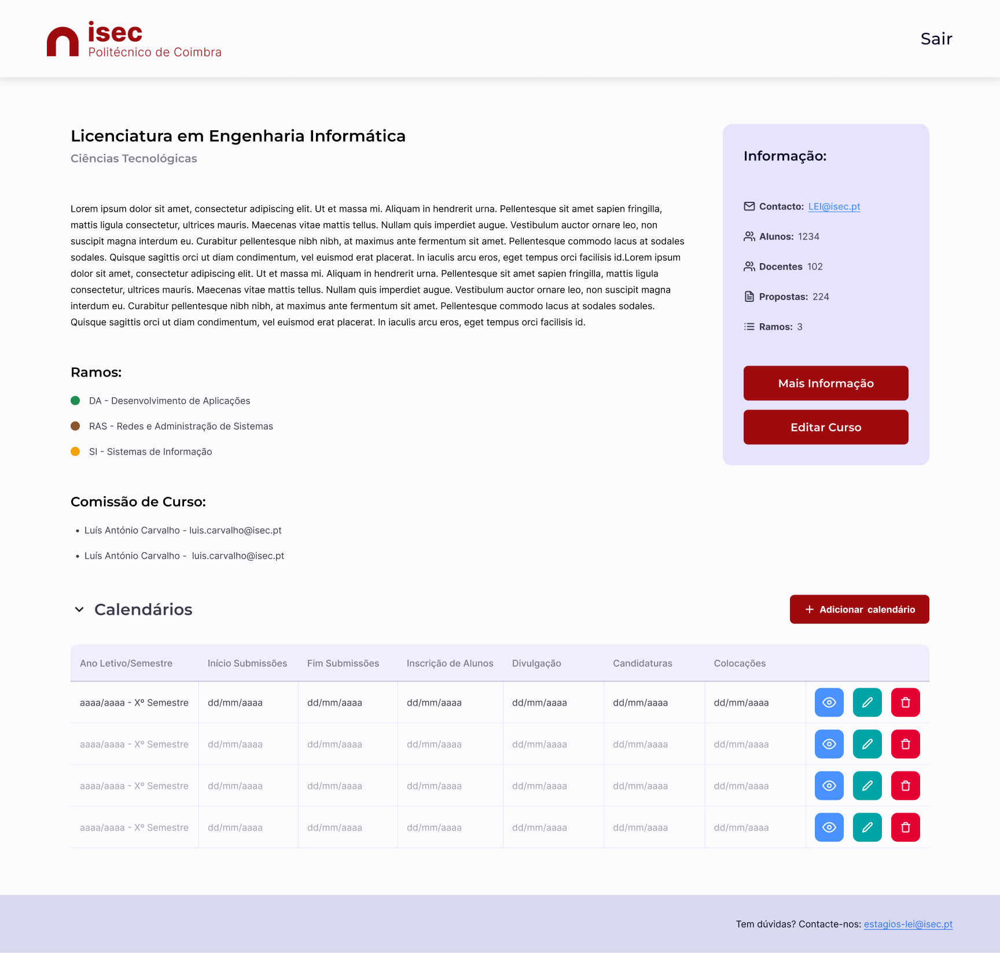 isec
Politécnico de Coimbra
Sair
Licenciatura em Engenharia Informática
Ciências Tecnológicas
Lorem ipsum dolor sit amet, consectetur adipiscing elit. Ut et massa mi. Aliquam in hendrerit urna. Pellentesque sit amet sapien fringilla,
mattis ligula consectetur, ultrices mauris. Maecenas vitae mattis tellus. Nullam quis imperdiet augue. Vestibulum auctor ornare leo, non
suscipit magna interdum eu. Curabitur pellentesque nibh nibh, at maximus ante fermentum sit amet. Pellentesque commodo lacus at sodales
sodales. Quisque sagittis orci ut diam condimentum, vel euismod erat placerat. In iaculis arcu eros, eget tempus orci facilisis id.Lorem ipsum
dolor sit amet, consectetur adipiscing elit. Ut et massa mi. Aliquam in hendrerit urna. Pellentesque sit amet sapien fringilla, mattis ligula
consectetur, ultrices mauris. Maecenas vitae mattis tellus. Nullam quis imperdiet augue. Vestibulum auctor ornare leo, non suscipit magna
interdum eu. Curabitur pellentesque nibh nibh, at maximus ante fermentum sit amet. Pellentesque commodo lacus at sodales sodales.
Quisque sagittis orci ut diam condimentum, vel euismod erat placerat. In iaculis arcu eros, eget tempus orci facilisis id.
Ramos:
DA - Desenvolvimento de Aplicações
RAS - Redes e Administração de Sistemas
SI - Sistemas de Informação
Comissão de Curso:
• Luís António Carvalho - luis.carvalho@isec.pt
• Luís António Carvalho - luis.carvalho@isec.pt
Informação:
Contacto: LEI@isec.pt
Alunos: 1234
Docentes 102
Propostas: 224
Ramos: 3
Mais Informação
Editar Curso
Calendários
+ Adicionar calendário
Ano Letivo/Semestre Início Submissões Fim Submissões Inscrição de Alunos Divulgação Candidaturas Colocações
aaaa/aaaa - Xº Semestre dd/mm/aaaa dd/mm/aaaa dd/mm/aaaa dd/mm/aaaa dd/mm/aaaa dd/mm/aaaa
aaaa/aaaa - Xº Semestre dd/mm/aaaa dd/mm/aaaa dd/mm/aaaa dd/mm/aaaa dd/mm/aaaa dd/mm/aaaa
aaaa/aaaa - Xº Semestre dd/mm/aaaa dd/mm/aaaa dd/mm/aaaa dd/mm/aaaa dd/mm/aaaa dd/mm/aaaa
aaaa/aaaa - Xº Semestre dd/mm/aaaa dd/mm/aaaa dd/mm/aaaa dd/mm/aaaa dd/mm/aaaa dd/mm/aaaa
Tem dúvidas? Contacte-nos: estagios-lei@isec.pt